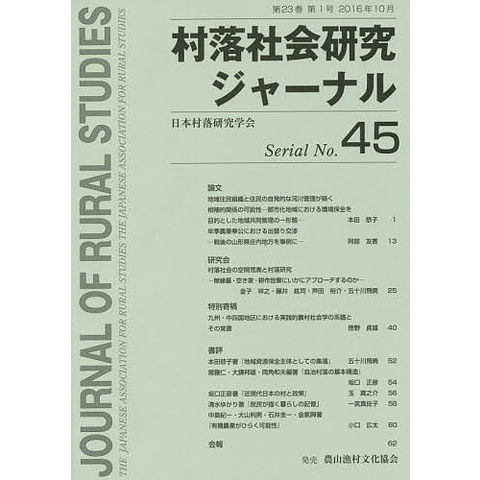 第23巻 第1号 2016年10月
村落社会研究
ジャーナル
日本村落研究学会
Serial No. 45
JOURNAL OF RURAL STUDIES
THE JAPANESE ASSOCIATION FOR RURAL STUDIES THE JAPANESE ASSOCIATION FOR RURAL STUDIES
論文
地域住民組織と住民の自発的な河川管理が築く
相補的関係の可能性―都市化地域における環境保全を
目的とした地域共同管理の一形態― 本田 恭子 1
年季農業奉公における出替り交渉
―戦後の山形県庄内地方を事例に― 阿部 友香 13
研究会
村落社会の空間荒廃と村落研究
―無縁墓・空き家・耕作放棄にいかにアプローチするのか―
金子 祥之・藤井 紘司・芦田 裕介・五十川飛暁 25
特別寄稿
九州・中四国地区における実践的農村社会学の系譜と
その覚書 徳野 貞雄 40
書評
本田恭子著『地域資源保全主体としての集落』 五十川飛暁 52
齋藤仁・大鎌邦雄・両角和夫編著『自治村落の基本構造』
坂口 正彦 54
坂口正彦著『近現代日本の村と政策』 玉 真之介 56
清水ゆかり著『庶民が描く暮らしの記憶』 一宮真佐子 58
中島紀一・大山利男・石井圭一・金氣興著
『有機農業がひらく可能性』 小口 広太 60
会報 62
発売 農山漁村文化協会